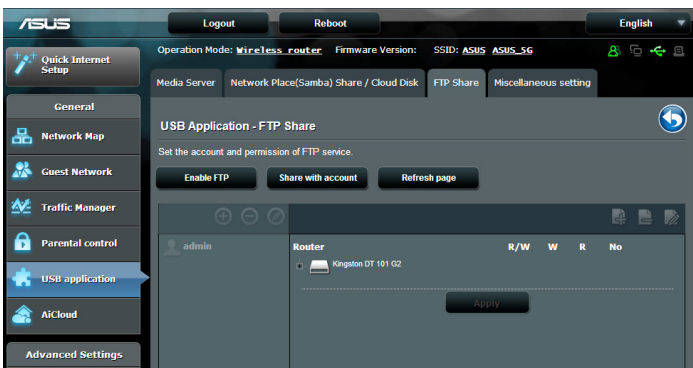 ASUS Logout Reboot English
Operation Mode: Wireless router Firmware Version: SSID: ASUS ASUS_5G
Quick Internet
Setup
Media Server Network Place(Samba) Share / Cloud Disk FTP Share Miscellaneous setting
General
Network Map
Guest Network
Traffic Manager
Parental control
USB application
AiCloud
Advanced Settings
USB Application - FTP Share
Set the account and permission of FTP service.
Enable FTP Share with account Refresh page
admin
Router R/W W R No
Kingston DT 101 G2
Apply